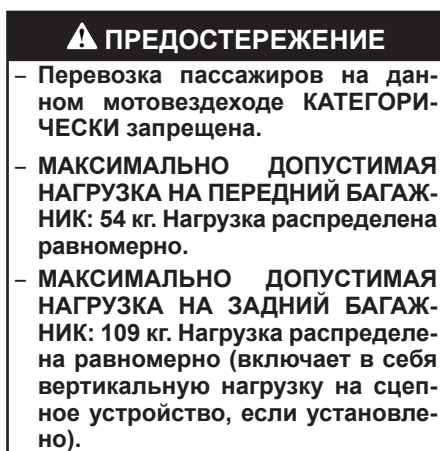 ПРЕДОСТЕРЕЖЕНИЕ
– Перевозка пассажиров на дан-
ном мотовездеходе КАТЕГОРИ-
ЧЕСКИ запрещена.
– МАКСИМАЛЬНО ДОПУСТИМАЯ
НАГРУЗКА НА ПЕРЕДНИЙ БАГАЖ-
НИК: 54 кг. Нагрузка распределена
равномерно.
– МАКСИМАЛЬНО ДОПУСТИМАЯ
НАГРУЗКА НА ЗАДНИЙ БАГАЖ-
НИК: 109 кг. Нагрузка распределе-
на равномерно (включает в себя
вертикальную нагрузку на сцеп-
ное устройство, если установле-
но).